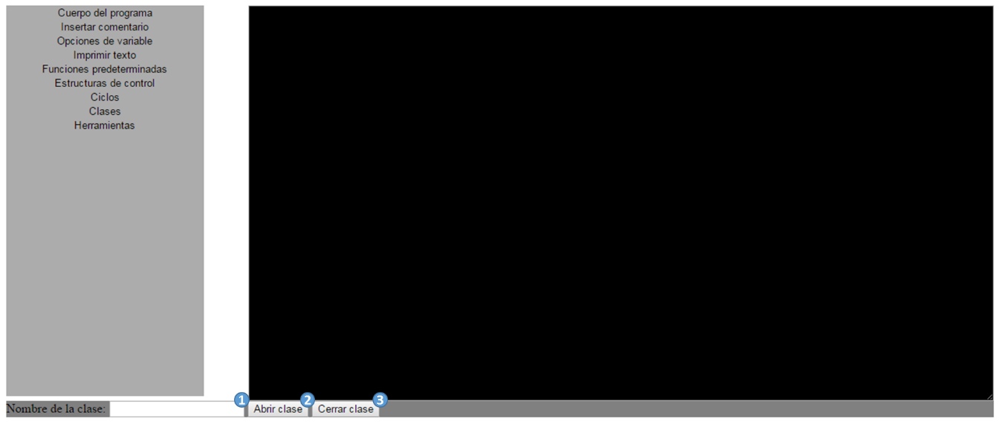 Cuerpo del programa
Insertar comentario
Opciones de variable
Imprimir texto
Funciones predeterminadas
Estructuras de control
Ciclos
Clases
Herramientas
1 2 3
Nombre de la clase: Abrir clase Cerrar clase